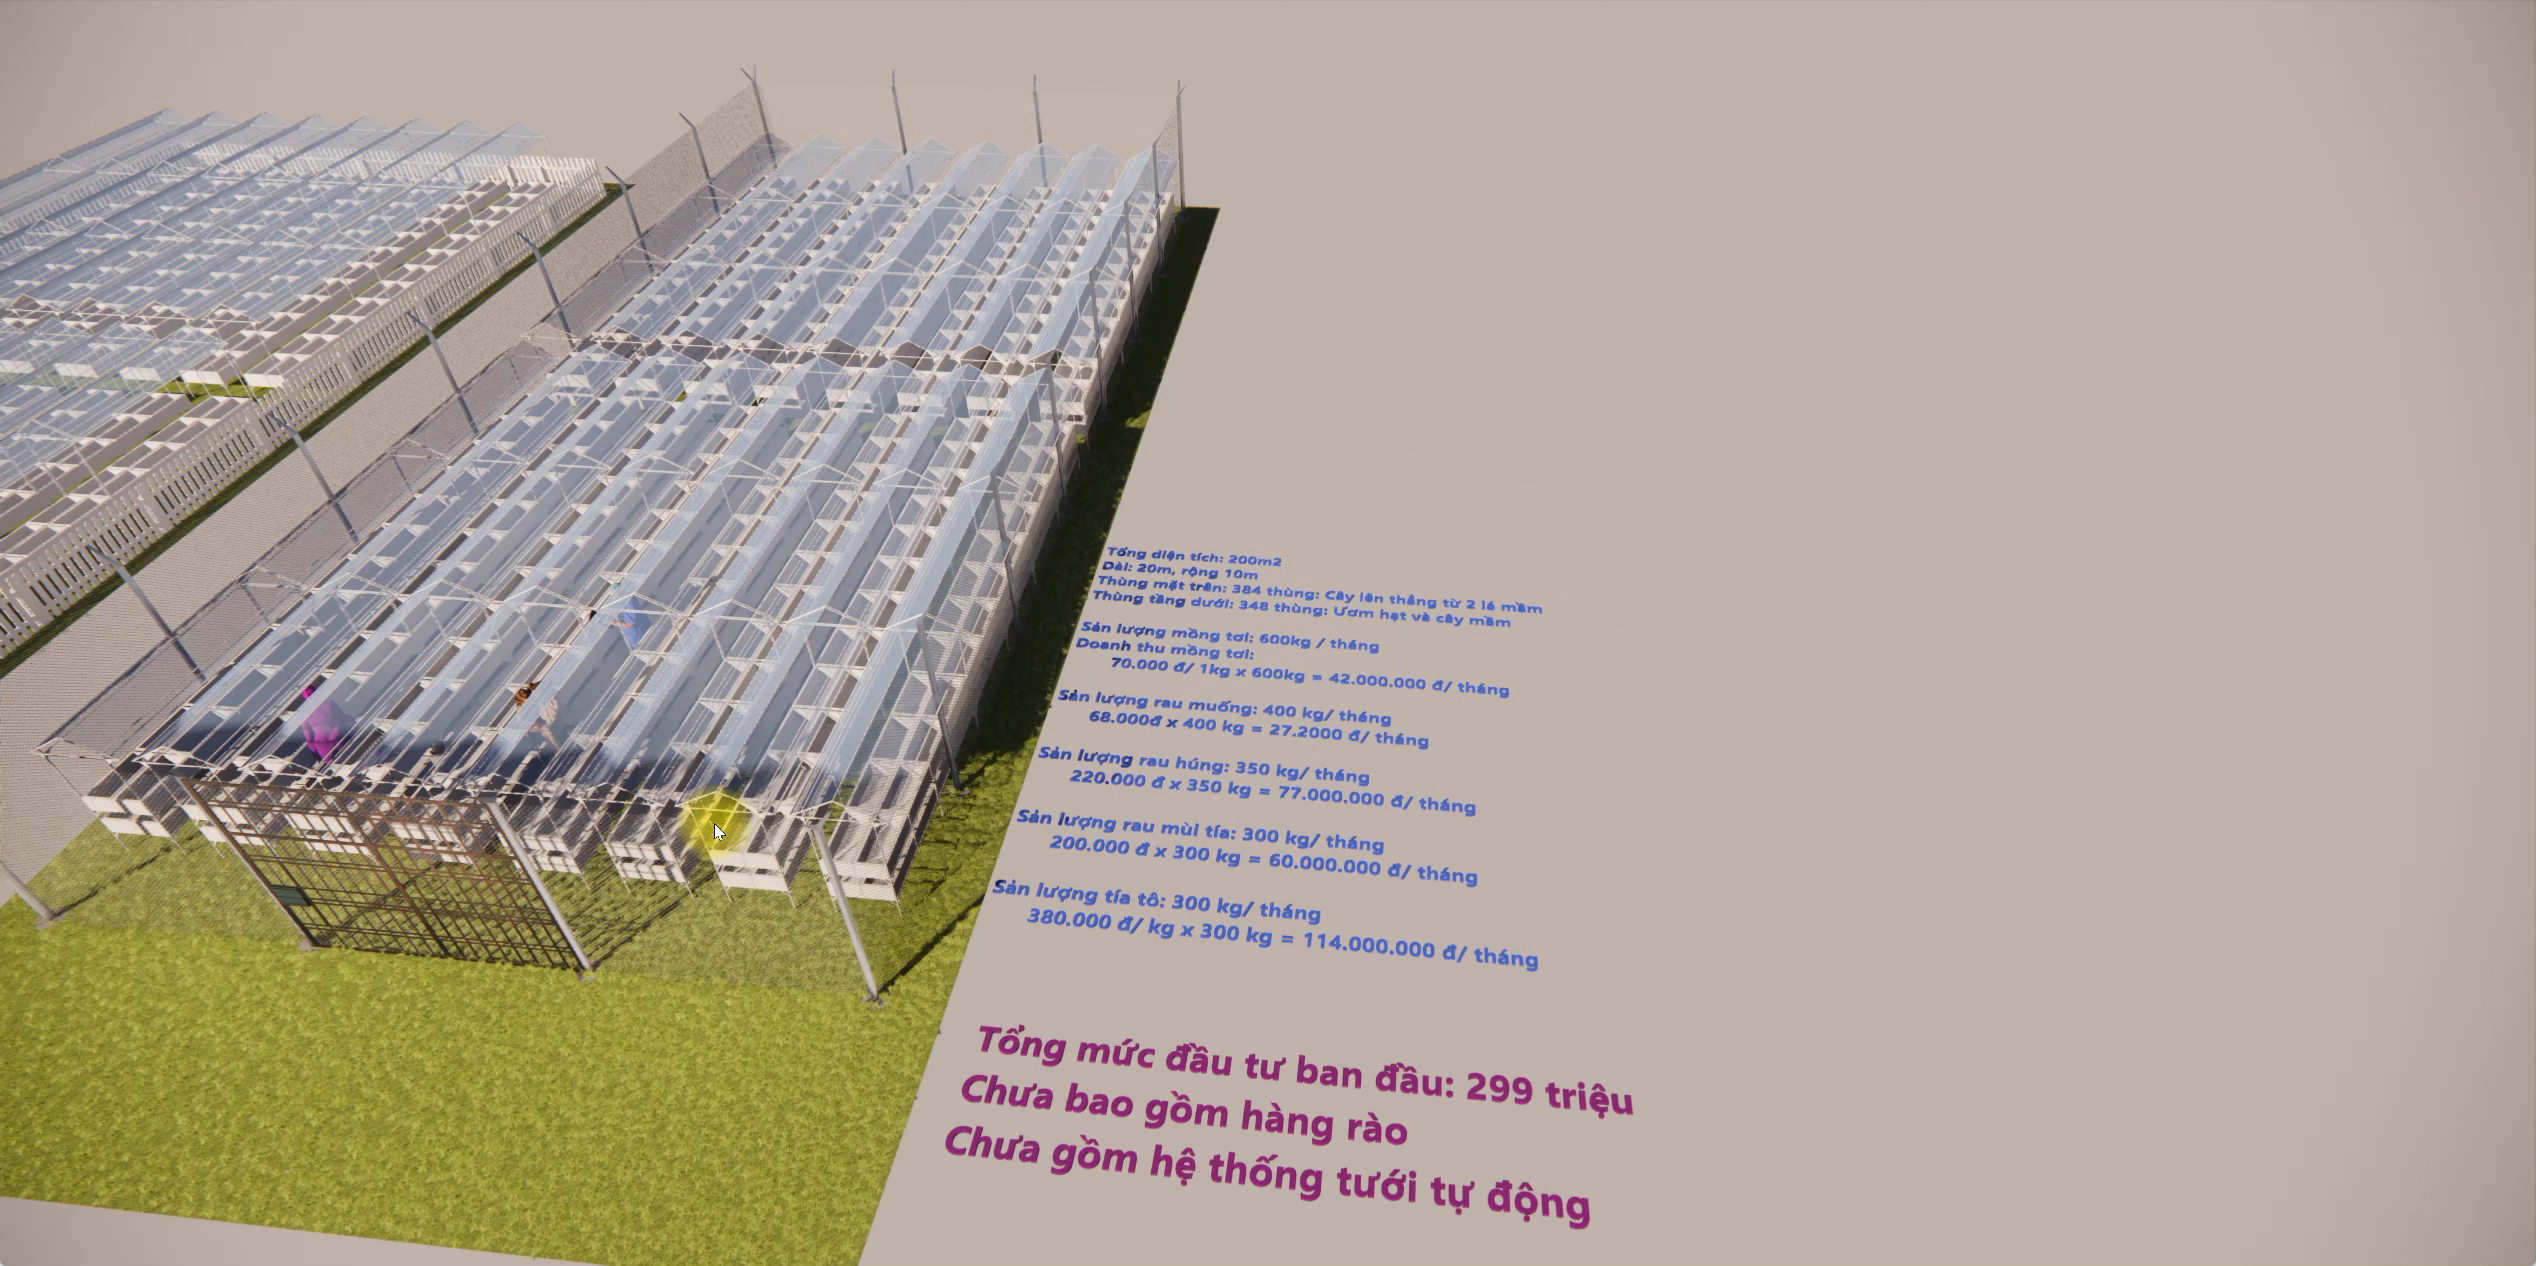 Tổng diện tích: 200m2
Dài: 20m, rộng 10m
Thùng mặt trên: 384 thùng: Cây lên thẳng từ 2 lá mầm
Thùng tầng dưới: 348 thùng: Ươm hạt và cây mầm
Sản lượng mồng tơi: 600kg / tháng
Doanh thu mồng tơi:
70.000 đ/ 1kg x 600kg = 42.000.000 đ/ tháng
Sản lượng rau muống: 400 kg/ tháng
68.000đ x 400 kg = 27.2000 đ/ tháng
Sản lượng rau húng: 350 kg/ tháng
220.000 đ x 350 kg = 77.000.000 đ/ tháng
Sản lượng rau mùi tía: 300 kg/ tháng
200.000 đ x 300 kg = 60.000.000 đ/ tháng
Sản lượng tía tô: 300 kg/ tháng
380.000 đ/ kg x 300 kg = 114.000.000 đ/ tháng
Tổng mức đầu tư ban đầu: 299 triệu
Chưa bao gồm hàng rào
Chưa gồm hệ thống tưới tự động